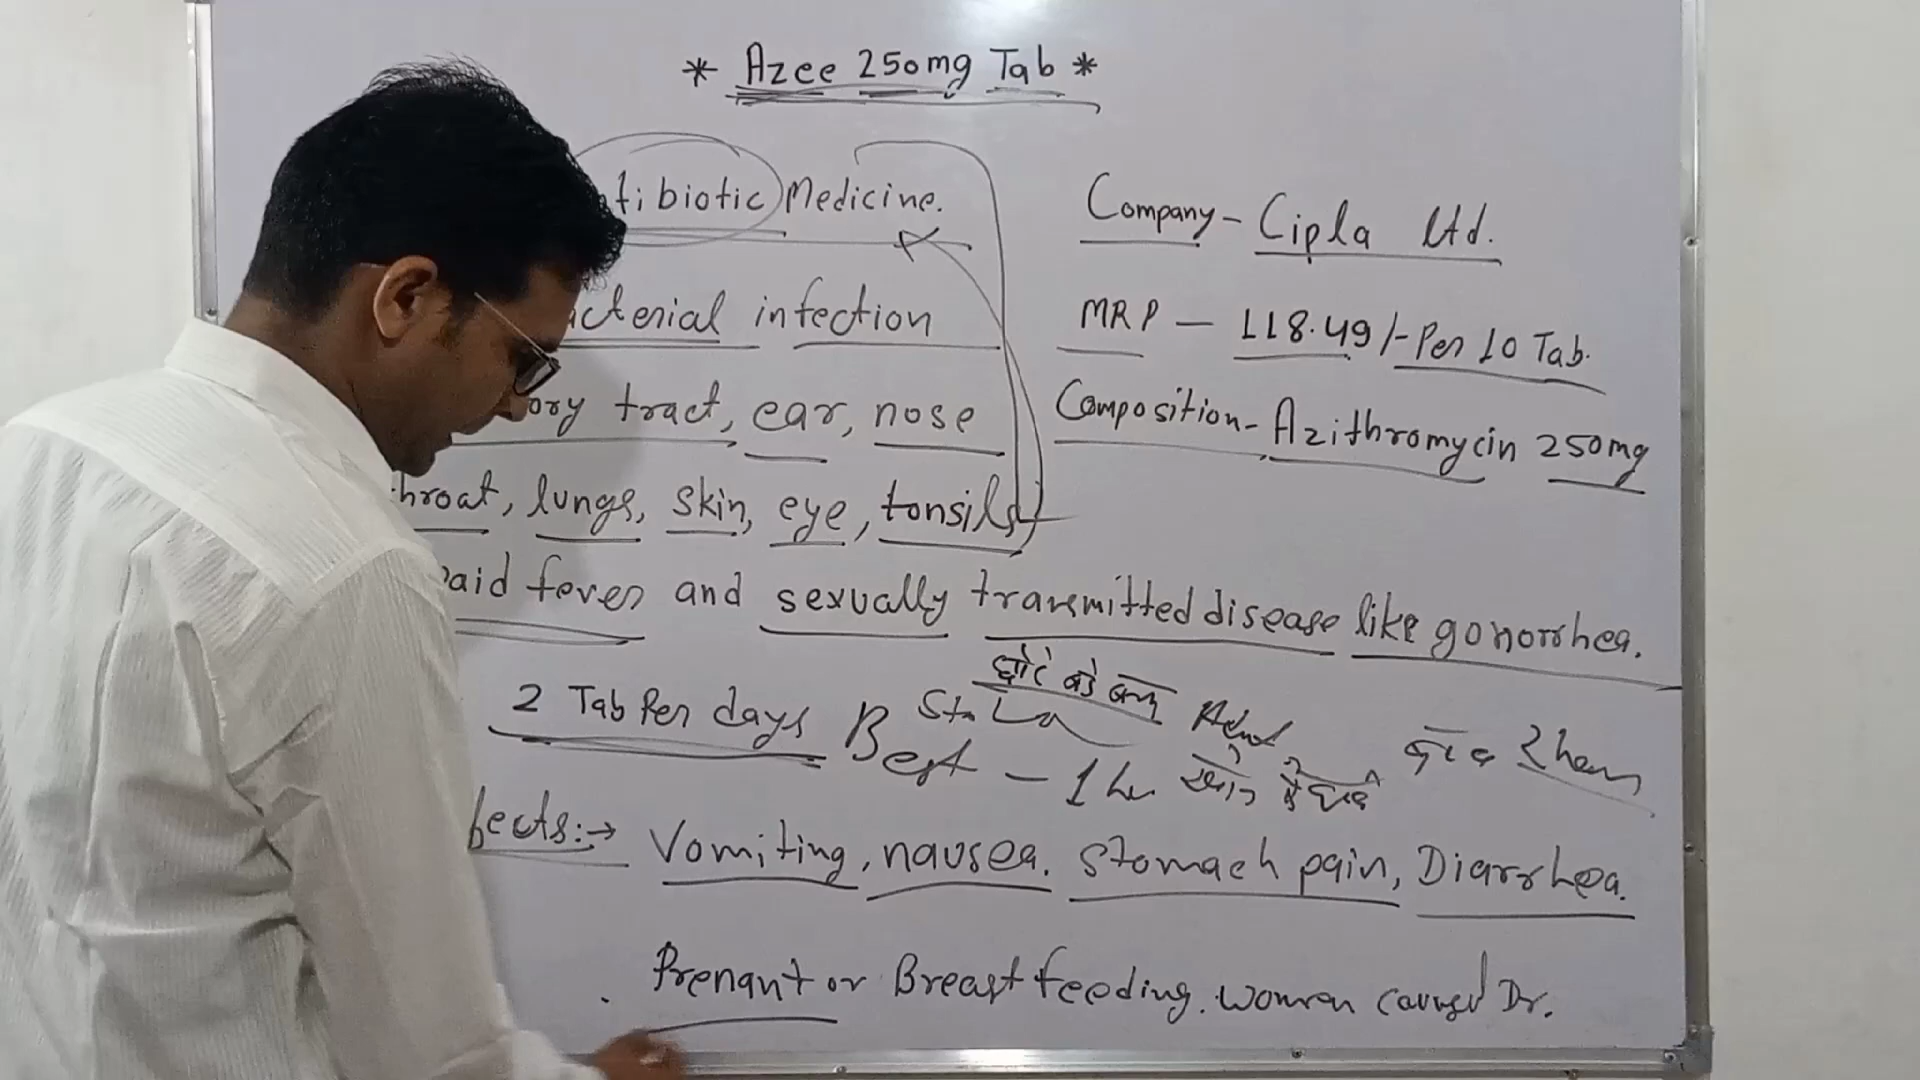 * Azee 250mg Tab *
tibiotic Medicine.
Company - Cipla Ltd.
cterial infection
MRP - 118.49/- Per 10 Tab.
ory tract, ear, nose
Composition - Azithromycin 250mg
hroat, lungs, skin, eye, tonsils
aid fever and sexually transmitted disease like gonorrhea.
2 Tab Per days Best - 1
fects:→ Vomiting, nausea. Stomach pain, Diarrhea.
Prenant or Breast feeding. women Dr.